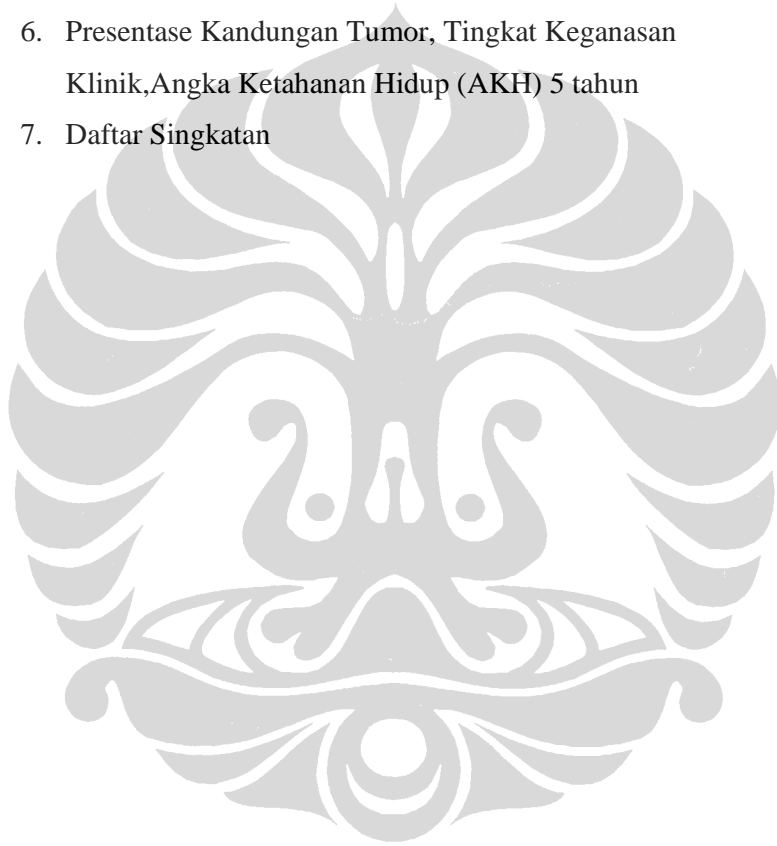 6. Presentase Kandungan Tumor, Tingkat Keganasan
Klinik,Angka Ketahanan Hidup (AKH) 5 tahun
7. Daftar Singkatan